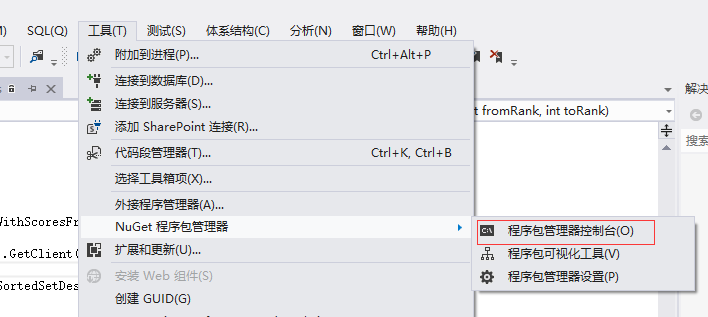 SQL(Q) 工具(T) 测试(S) 体系结构(C) 分析(N) 窗口(W) 帮助(H)
附加到进程(P)... Ctrl+Alt+P
连接到数据库(D)...
连接到服务器(S)...
添加 SharePoint 连接(R)...
代码段管理器(T)... Ctrl+K, Ctrl+B
选择工具箱项(X)...
外接程序管理器(A)...
NuGet 程序包管理器
扩展和更新(U)...
安装 Web 组件(S)
创建 GUID(G)
程序包管理器控制台(O)
程序包可视化工具(V)
程序包管理器设置(P)
t fromRank, int toRank)
解决
搜索
WithScoresFr
.GetClient(
SortedSetDes